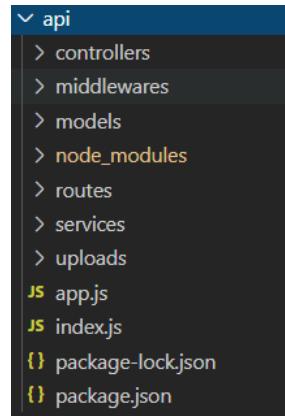 api
controllers
middlewares
models
node_modules
routes
services
uploads
JS app.js
JS index.js
{} package-lock.json
{} package.json